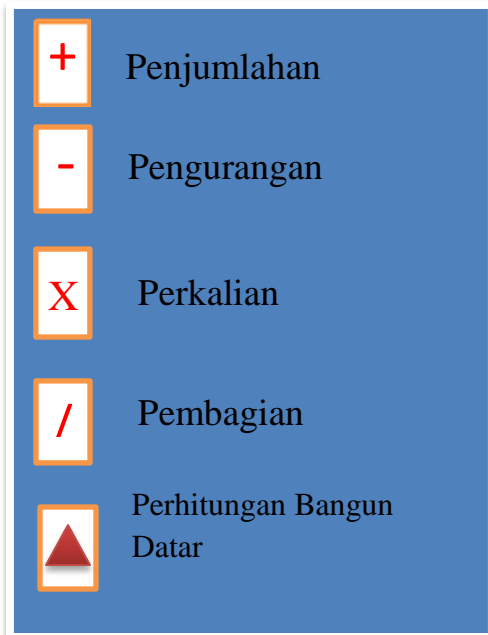 + Penjumlahan
- Pengurangan
X Perkalian
/ Pembagian
Perhitungan Bangun
Datar